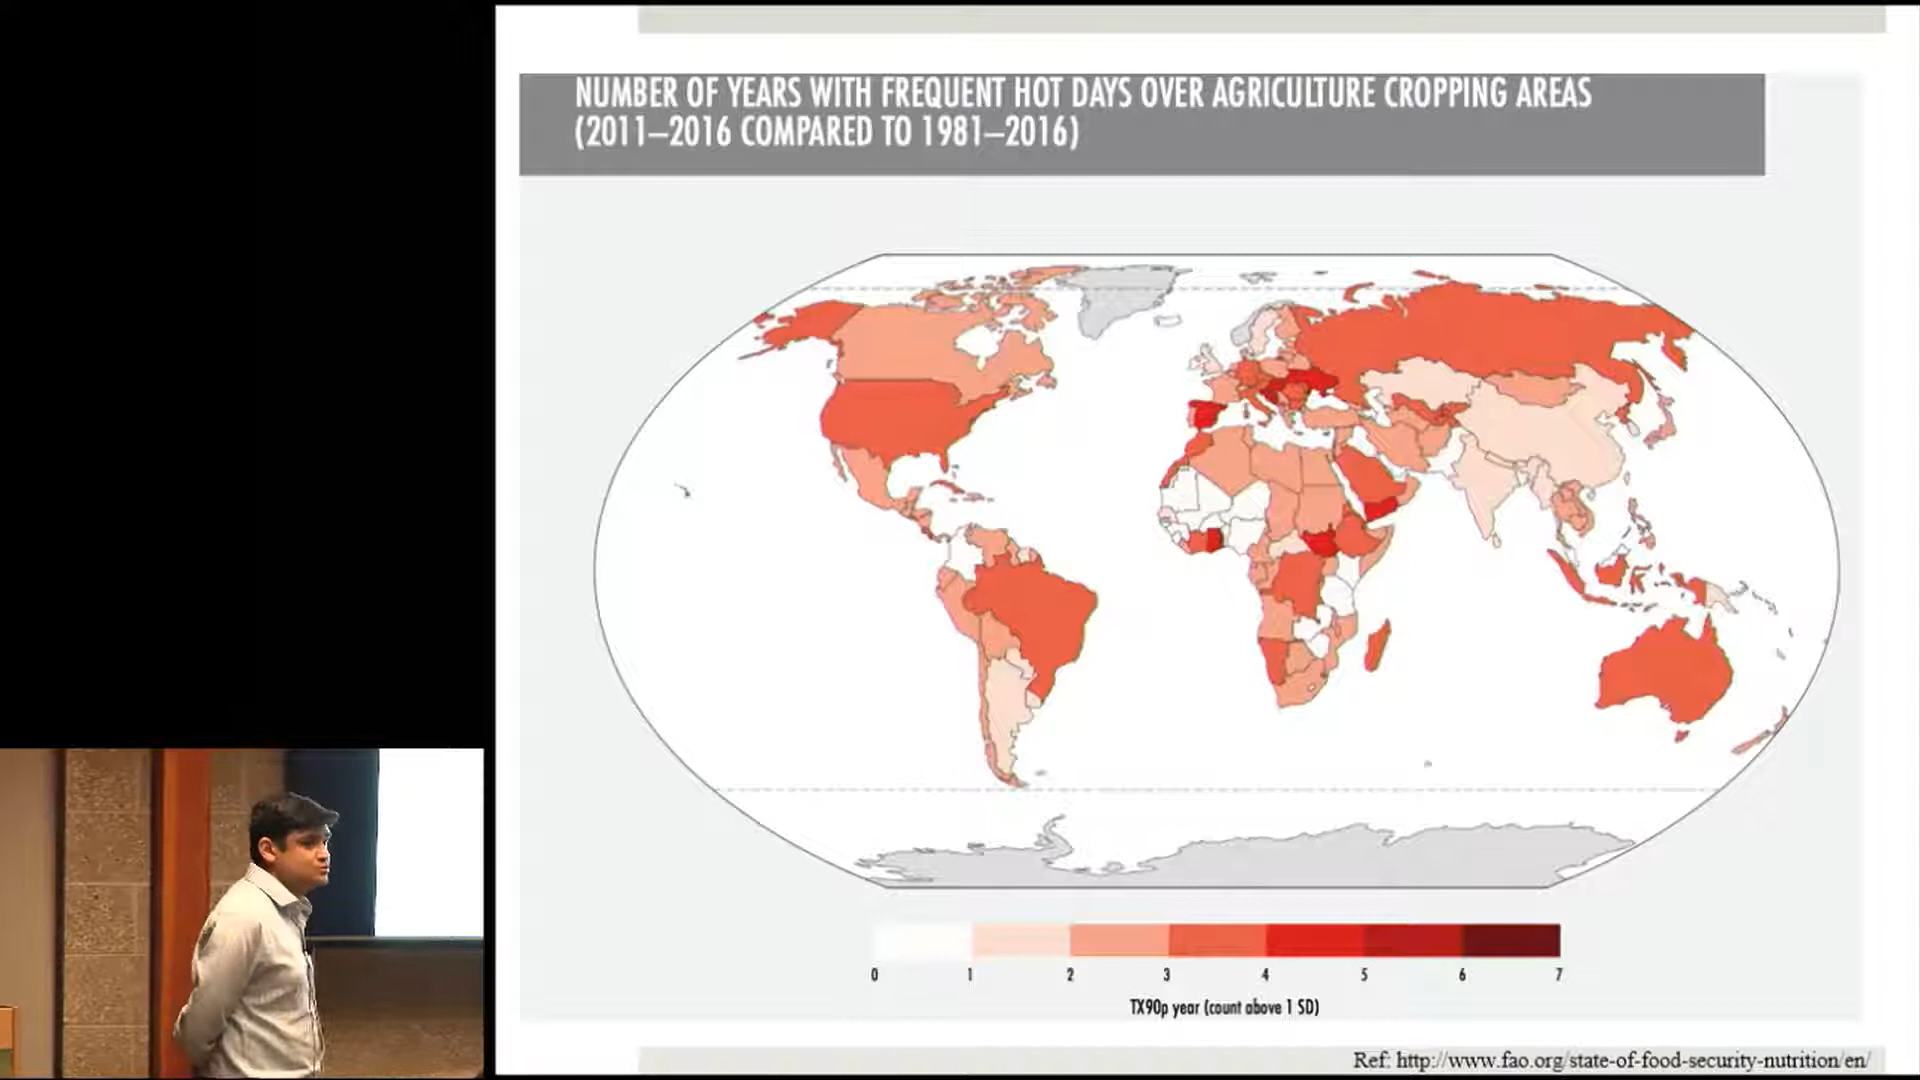 NUMBER OF YEARS WITH FREQUENT HOT DAYS OVER AGRICULTURE CROPPING AREAS
(2011–2016 COMPARED TO 1981–2016)
0 1 2 3 4 5 6 7
TX90p year (count above 1 SD)
Ref: http://www.fao.org/state-of-food-security-nutrition/en/